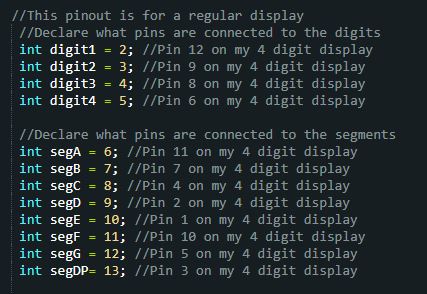 //This pinout is for a regular display
//Declare what pins are connected to the digits
int digit1 = 2; //Pin 12 on my 4 digit display
int digit2 = 3; //Pin 9 on my 4 digit display
int digit3 = 4; //Pin 8 on my 4 digit display
int digit4 = 5; //Pin 6 on my 4 digit display

//Declare what pins are connected to the segments
int segA = 6; //Pin 11 on my 4 digit display
int segB = 7; //Pin 7 on my 4 digit display
int segC = 8; //Pin 4 on my 4 digit display
int segD = 9; //Pin 2 on my 4 digit display
int segE = 10; //Pin 1 on my 4 digit display
int segF = 11; //Pin 10 on my 4 digit display
int segG = 12; //Pin 5 on my 4 digit display
int segDP= 13; //Pin 3 on my 4 digit display